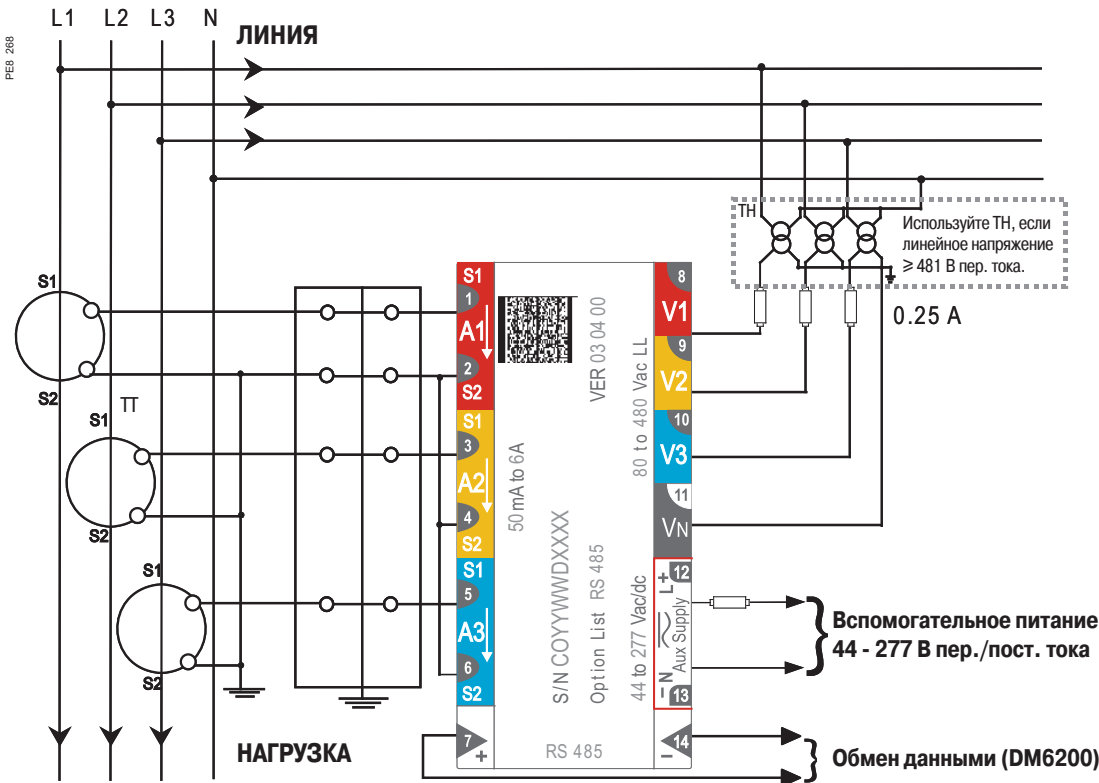 PE8 268
L1 L2 L3 N
ЛИНИЯ
ТН
Используйте ТН, если
линейное напряжение
≥ 481 В пер. тока.
0.25 A
S1
S2
ТТ
S1
S2
S1
S2
S1
1
A1
2
S2
S1
3
A2
4
S2
S1
5
A3
6
S2
7
+
VER 03 04 00
50 mA to 6A
S/N COYYWWDXXXX
Option List RS 485
80 to 480 Vac LL
44 to 277 Vac/dc
RS 485
8
V1
9
V2
10
V3
11
VN
12
L+
Aux Supply
– N
13
14
–
Вспомогательное питание
44 - 277 В пер./пост. тока
Обмен данными (DM6200)
НАГРУЗКА